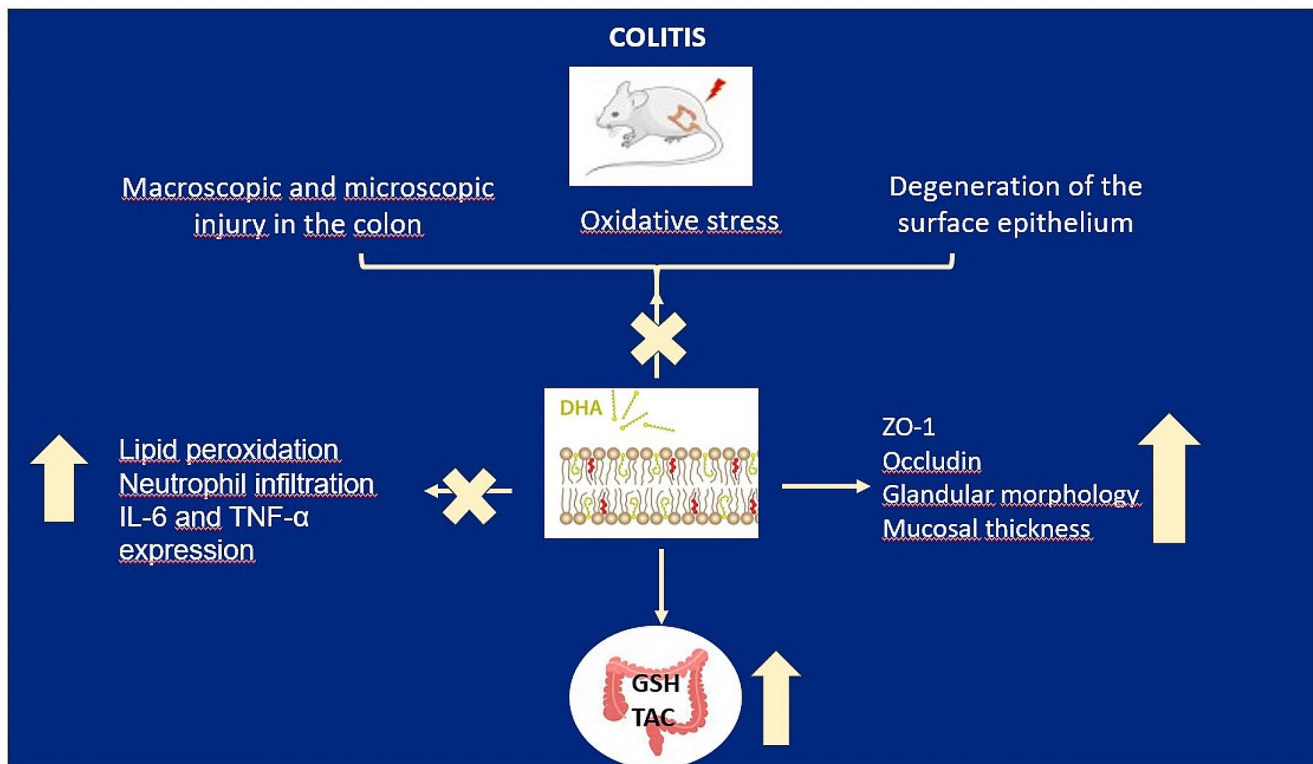 COLITIS
Macroscopic and microscopic
injury in the colon
Oxidative stress
Degeneration of the
surface epithelium
DHA
Lipid peroxidation
Neutrophil infiltration
IL-6 and TNF-α
expression
ZO-1
Occludin
Glandular morphology
Mucosal thickness
GSH
TAC